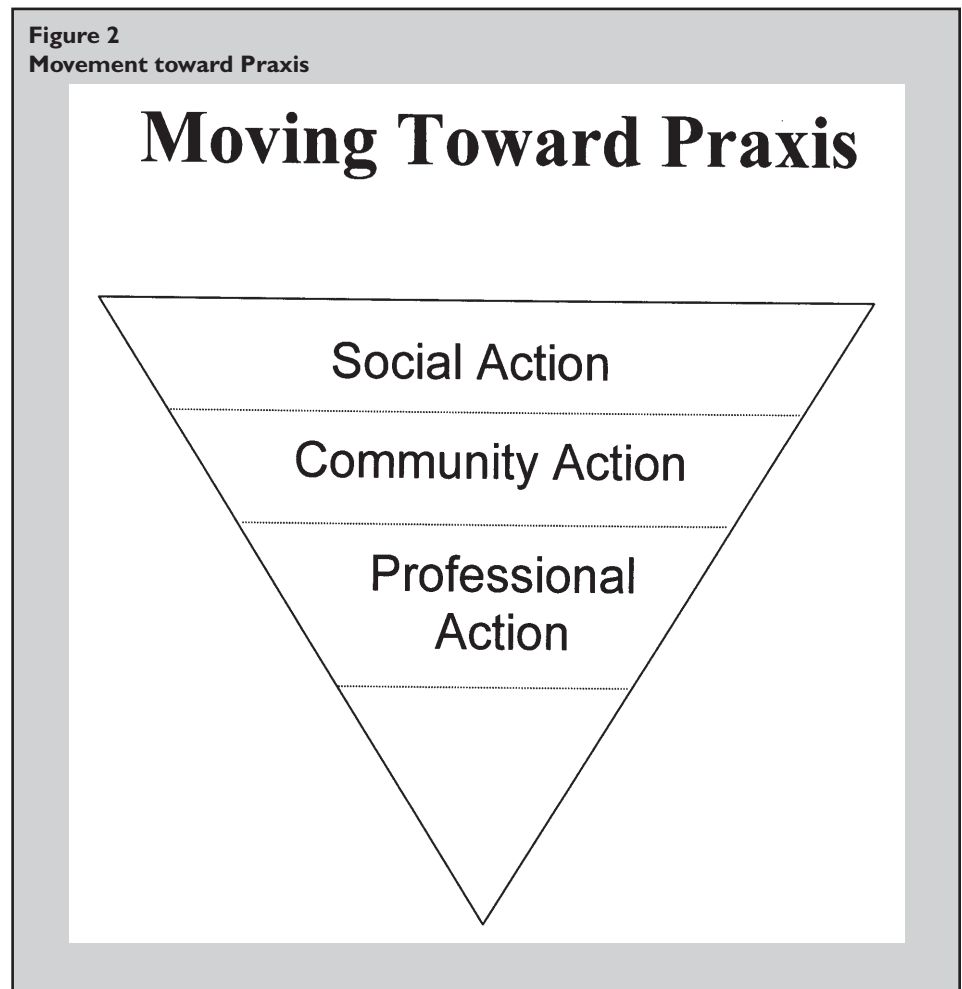 Figure 2
Movement toward Praxis
Moving Toward Praxis
Social Action
Community Action
Professional
Action